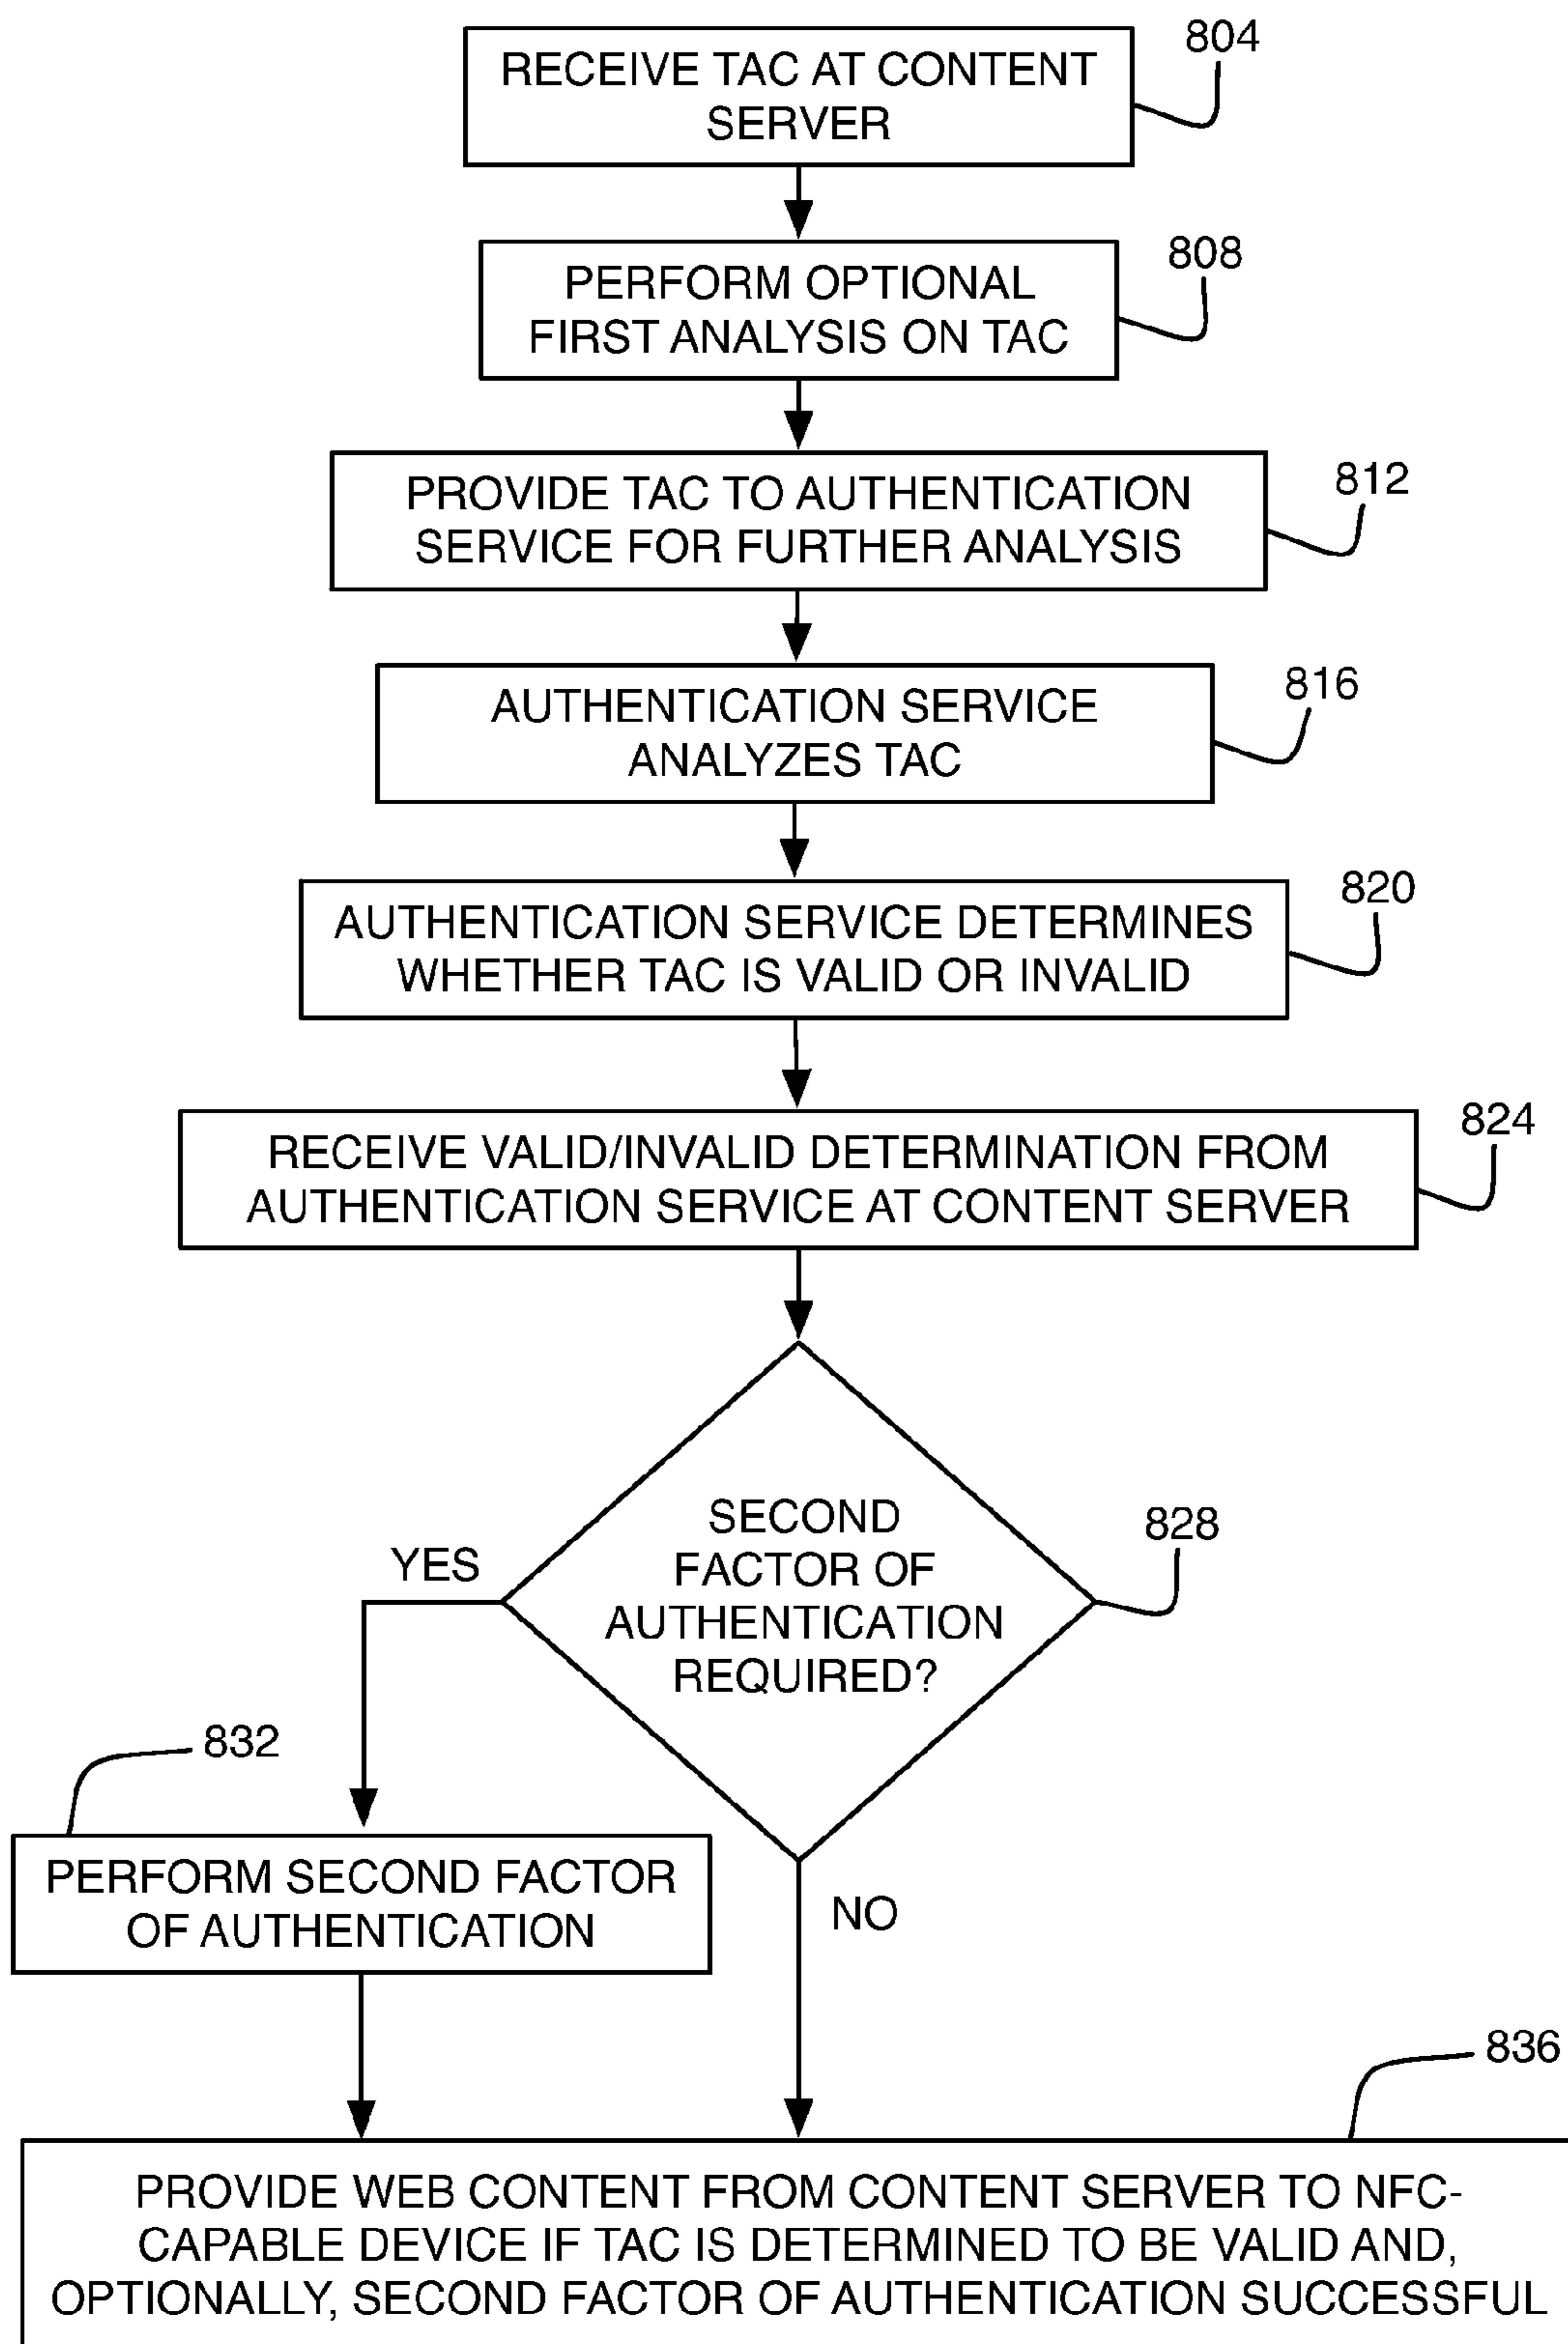 804
RECEIVE TAC AT CONTENT
SERVER
808
PERFORM OPTIONAL
FIRST ANALYSIS ON TAC
812
PROVIDE TAC TO AUTHENTICATION
SERVICE FOR FURTHER ANALYSIS
816
AUTHENTICATION SERVICE
ANALYZES TAC
820
AUTHENTICATION SERVICE DETERMINES
WHETHER TAC IS VALID OR INVALID
824
RECEIVE VALID/INVALID DETERMINATION FROM
AUTHENTICATION SERVICE AT CONTENT SERVER
828
SECOND
FACTOR OF
AUTHENTICATION
REQUIRED?
YES
832
PERFORM SECOND FACTOR
OF AUTHENTICATION
NO
836
PROVIDE WEB CONTENT FROM CONTENT SERVER TO NFC-
CAPABLE DEVICE IF TAC IS DETERMINED TO BE VALID AND,
OPTIONALLY, SECOND FACTOR OF AUTHENTICATION SUCCESSFUL